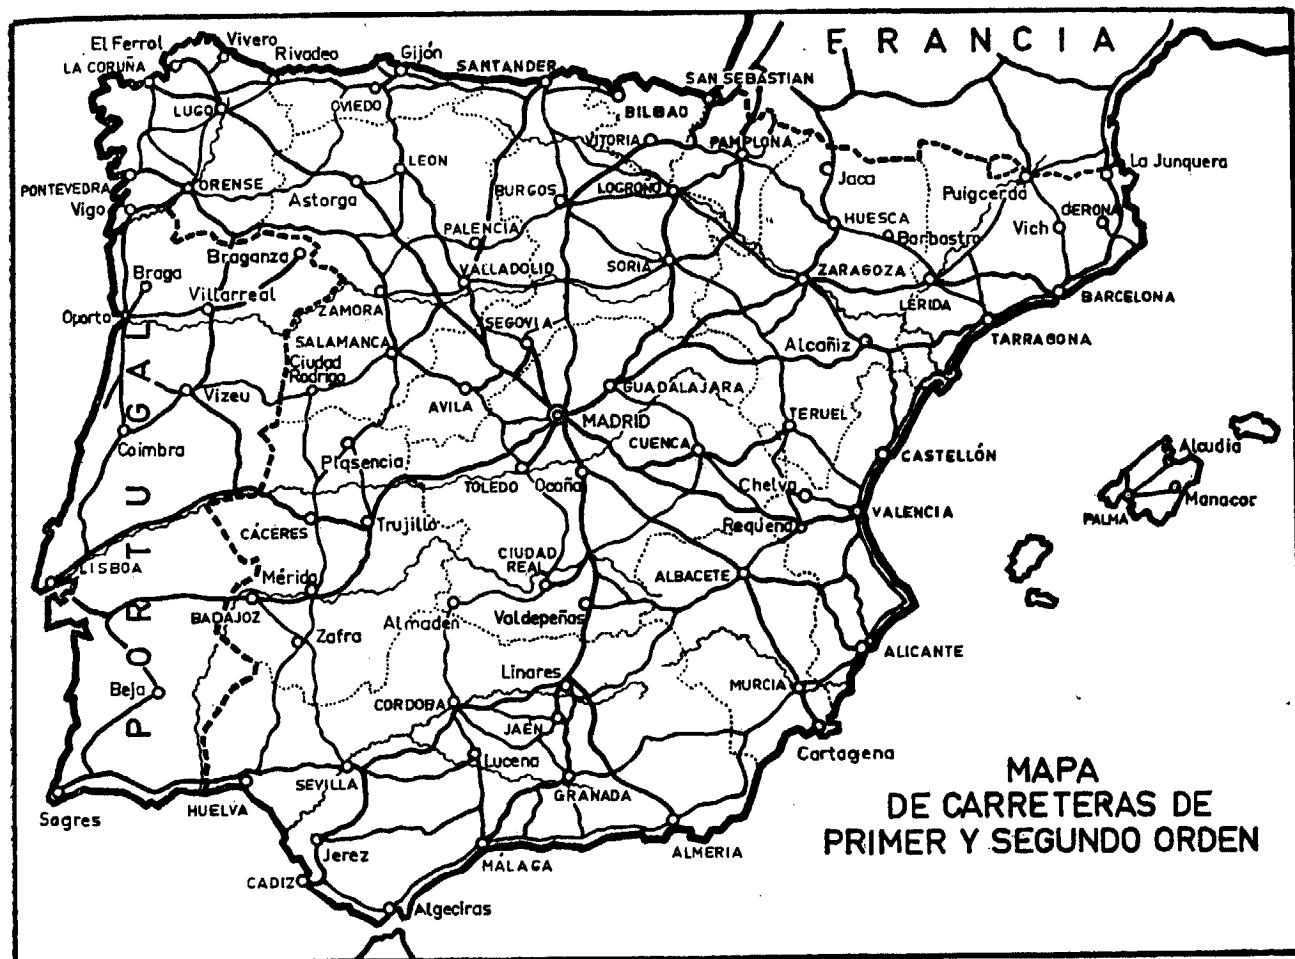 FRANCIA
El Ferrol
Vivero
LA CORUÑA
Rivadeo
Gijón
SANTANDER
SAN SEBASTIAN
LUGO
OVIEDO
BILBAO
VITORIA
PAMPLONA
LEON
La Junquera
PONTEVEDRA
ORENSE
Astorga
BURGOS
LOGROÑO
Jaca
Puigcerda
Vigo
PALENCIA
HUESCA
Barbastro
Vich
GERONA
Braganza
Braga
VALLADOLID
SORIA
ZARAGOZA
Villarreal
ZAMORA
LERIDA
BARCELONA
Oporto
SEGOVIA
SALAMANCA
Alcañiz
TARRAGONA
Ciudad
Rodrigo
Vizeu
AVILA
GUADALAJARA
MADRID
TERUEL
Coimbra
CUENCA
Alcudia
Plasencia
CASTELLÓN
TOLEDO
Ocaña
Chelva
Manacor
PALMA
CÁCERES
Trujillo
Requena
VALENCIA
PORTUGAL
LISBOA
CIUDAD
REAL
Mérida
ALBACETE
BADAJOZ
Almaden
Valdepeñas
Zafra
ALICANTE
Linares
Beja
MURCIA
CORDOBA
JAEN
Cartagena
Lucena
SEVILLA
GRANADA
HUELVA
Sagres
Jerez
MÁLAGA
ALMERIA
CADIZ
Algeciras
MAPA
DE CARRETERAS DE
PRIMER Y SEGUNDO ORDEN